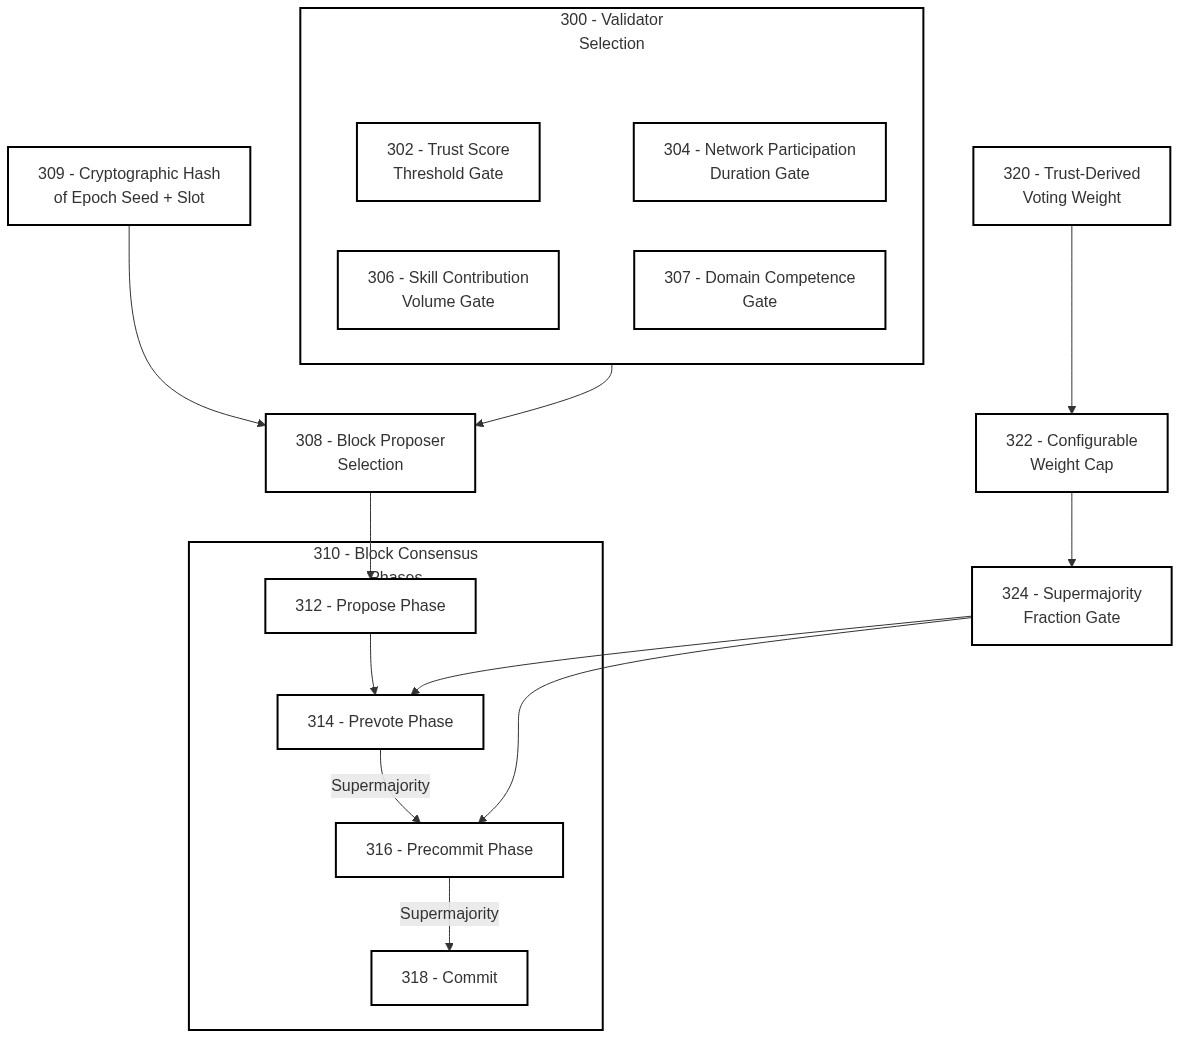 300 - Validator
Selection
302 - Trust Score
Threshold Gate
304 - Network Participation
Duration Gate
306 - Skill Contribution
Volume Gate
307 - Domain Competence
Gate
309 - Cryptographic Hash
of Epoch Seed + Slot
320 - Trust-Derived
Voting Weight
308 - Block Proposer
Selection
322 - Configurable
Weight Cap
310 - Block Consensus
Phases
312 - Propose Phase
324 - Supermajority
Fraction Gate
314 - Prevote Phase
Supermajority
316 - Precommit Phase
Supermajority
318 - Commit